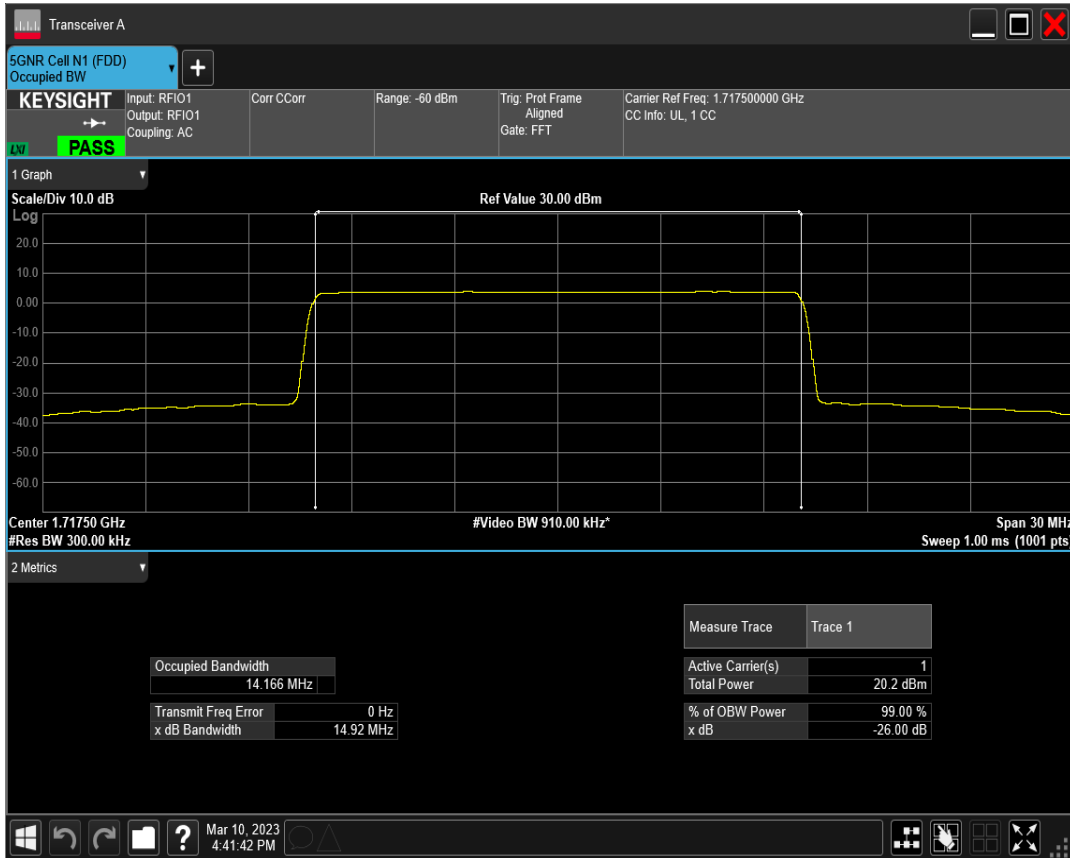 Transceiver A
5GNR Cell N1 (FDD)
Occupied BW
+
KEYSIGHT
LXI
PASS
Input: RFIO1
Output: RFIO1
Coupling: AC
Corr CCorr
Range: -60 dBm
Trig: Prot Frame
Aligned
Gate: FFT
Carrier Ref Freq: 1.717500000 GHz
CC Info: UL, 1 CC
1 Graph
Scale/Div 10.0 dB
Ref Value 30.00 dBm
Log
20.0
10.0
0.00
-10.0
-20.0
-30.0
-40.0
-50.0
-60.0
Center 1.71750 GHz
#Video BW 910.00 kHz*
Span 30 MHz
#Res BW 300.00 kHz
Sweep 1.00 ms (1001 pts)
2 Metrics
Measure Trace Trace 1
Occupied Bandwidth
14.166 MHz
Active Carrier(s) 1
Total Power 20.2 dBm
Transmit Freq Error 0 Hz
x dB Bandwidth 14.92 MHz
% of OBW Power 99.00 %
x dB -26.00 dB
?
Mar 10, 2023
4:41:42 PM